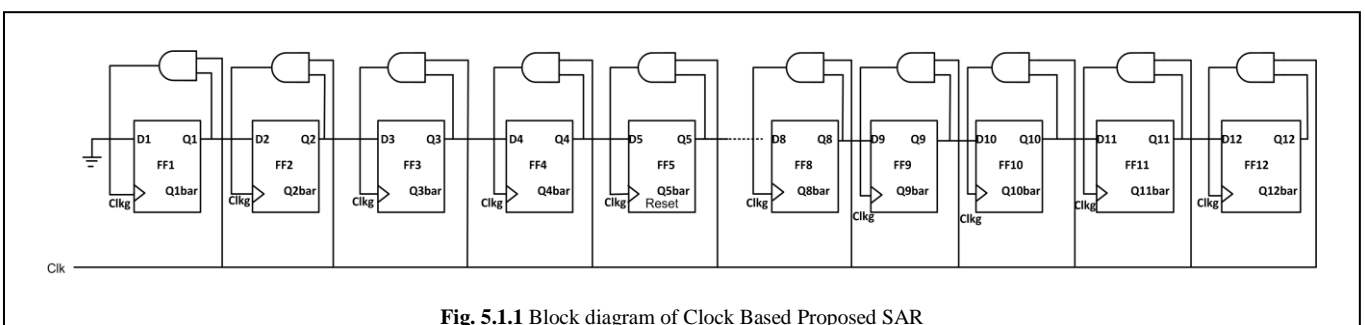 D1 Q1 D2 Q2 D3 Q3 D4 Q4 D5 Q5 D8 Q8 D9 Q9 D10 Q10 D11 Q11 D12 Q12
FF1 FF2 FF3 FF4 FF5 FF8 FF9 FF10 FF11 FF12
Q1bar Q2bar Q3bar Q4bar Q5bar Q8bar Q9bar Q10bar Q11bar Q12bar
Clkg Clkg Clkg Clkg Clkg Reset Clkg Clkg Clkg Clkg Clkg
Clk
Fig. 5.1.1 Block diagram of Clock Based Proposed SAR